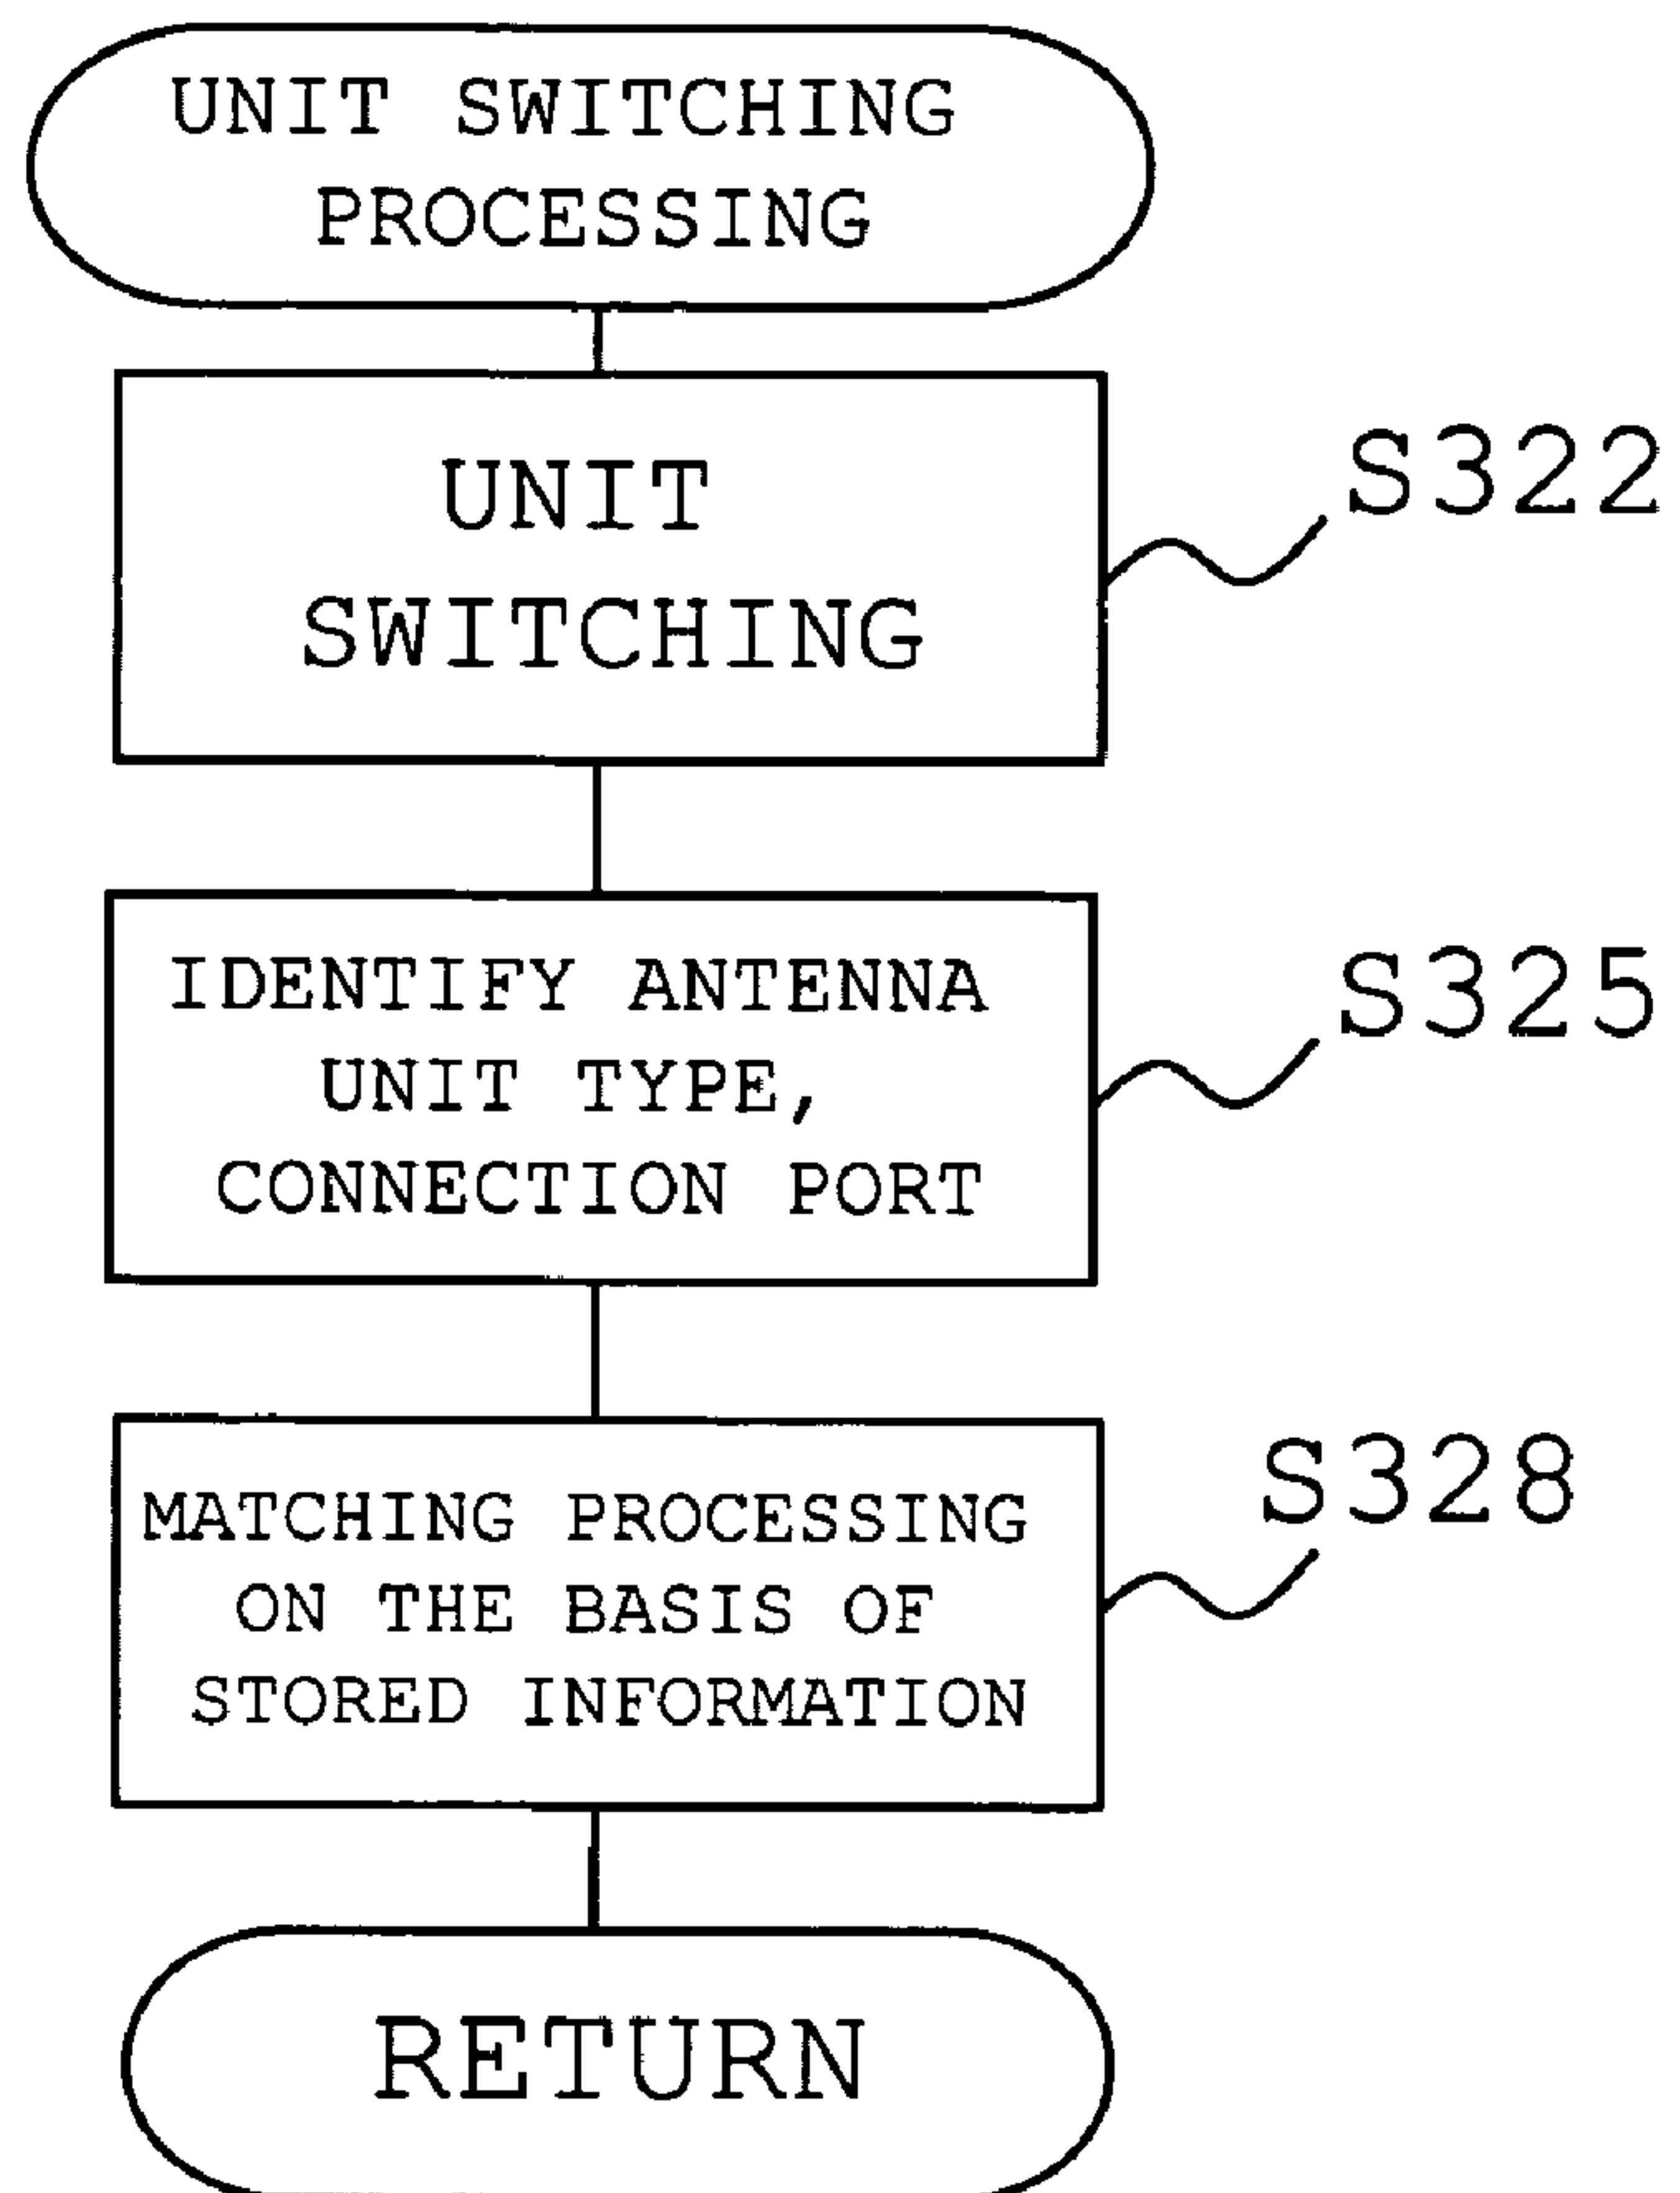 UNIT SWITCHING
PROCESSING
UNIT
SWITCHING
S322
IDENTIFY ANTENNA
UNIT TYPE,
CONNECTION PORT
S325
MATCHING PROCESSING
ON THE BASIS OF
STORED INFORMATION
S328
RETURN